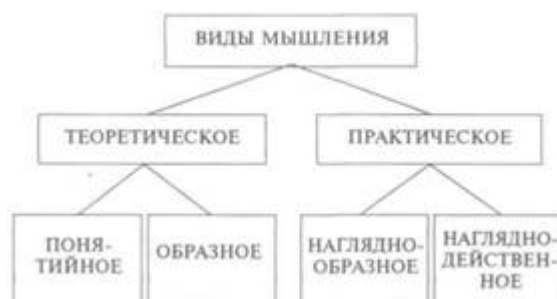 ВИДЫ МЫШЛЕНИЯ
ТЕОРЕТИЧЕСКОЕ
ПРАКТИЧЕСКОЕ
ПОНЯ-
ТИЙНОЕ
ОБРАЗНОЕ
НАГЛЯДНО-
ОБРАЗНОЕ
НАГЛЯДНО-
ДЕЙСТВЕН-
НОЕ